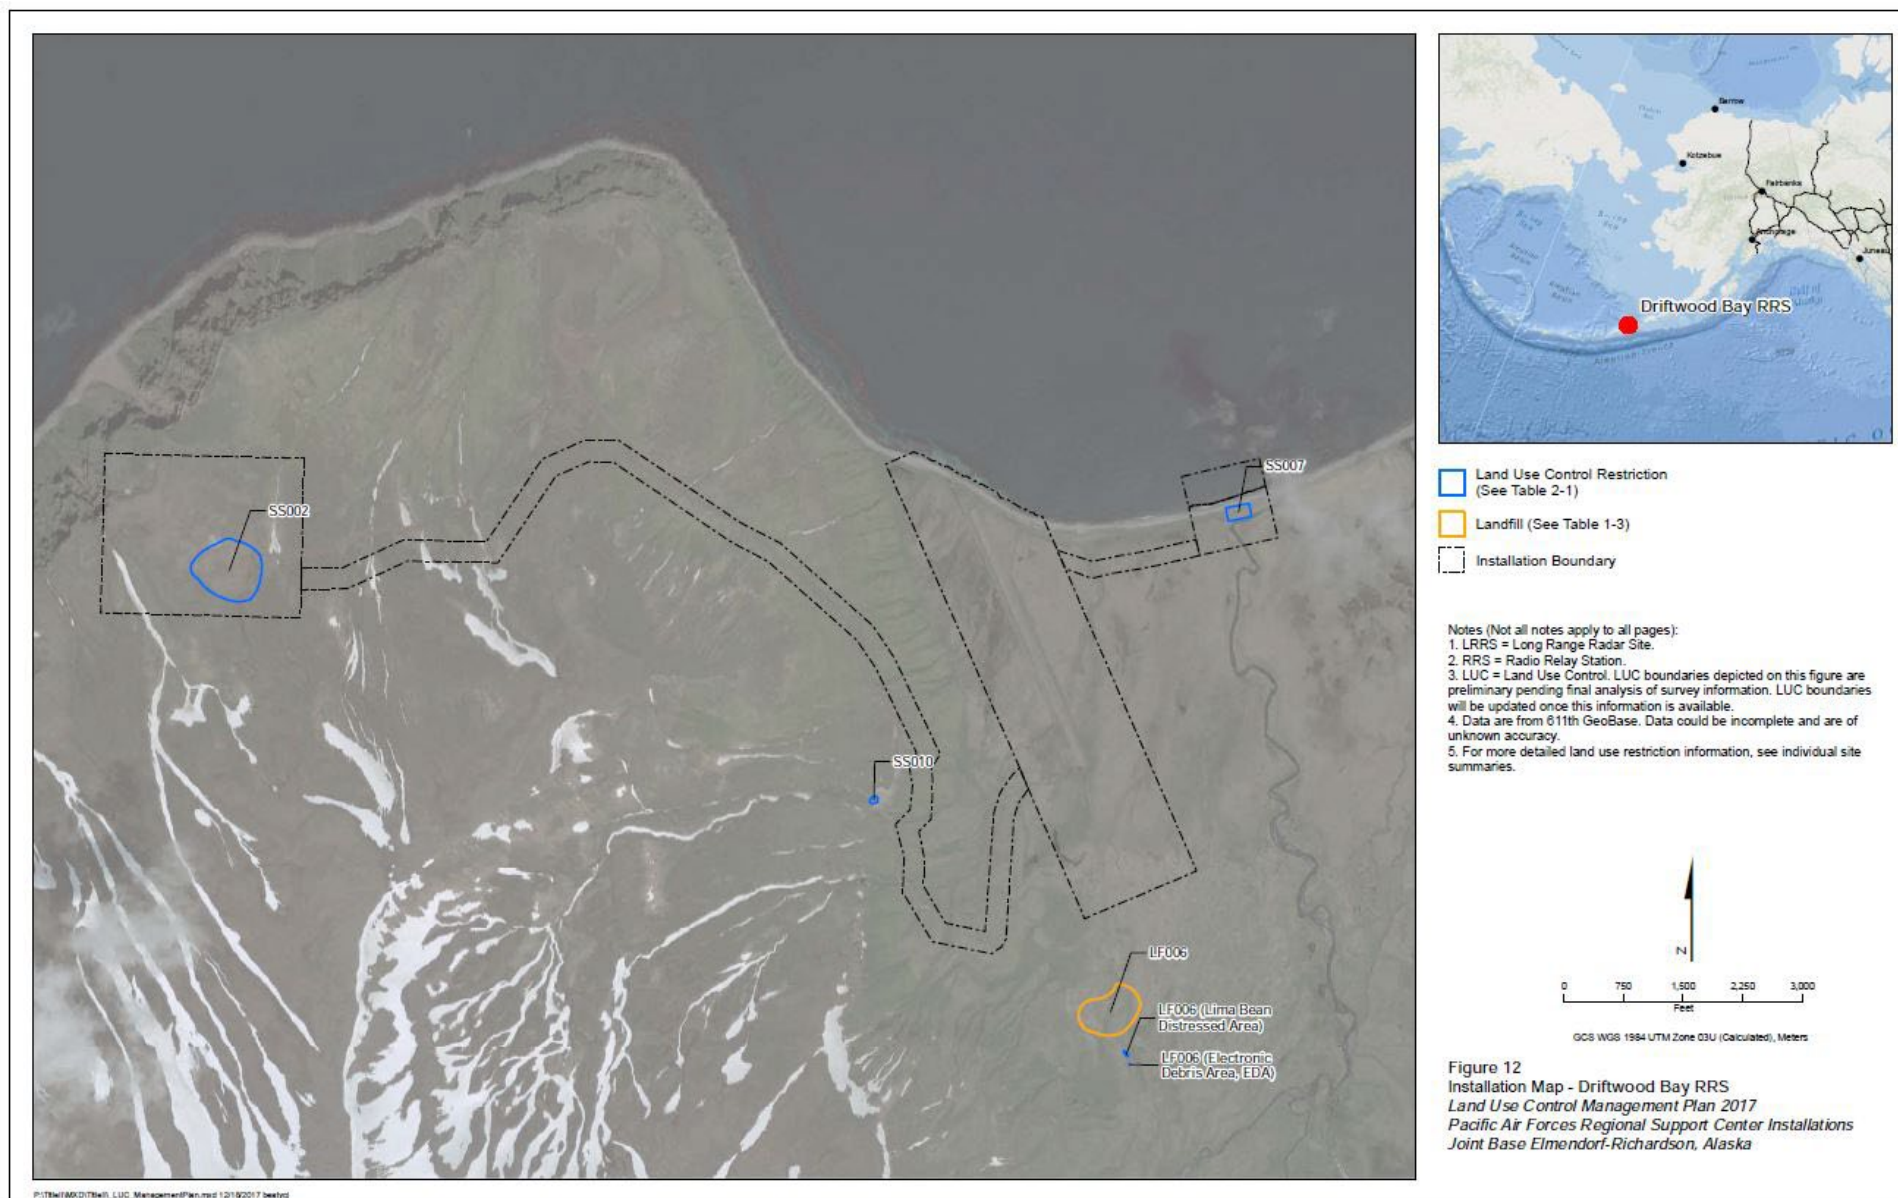 SS002
SS007
SS010
LF006
LF006 (Lima Bean
Distressed Area)
LF006 (Electronic
Debris Area, EDA)
Barrow
Kotzebue
Fairbanks
Anchorage
Juneau
Gulf of
Driftwood Bay RRS
Aleutian Trench
Land Use Control Restriction
(See Table 2-1)
Landfill (See Table 1-3)
Installation Boundary
Notes (Not all notes apply to all pages):
1. LRRS = Long Range Radar Site.
2. RRS = Radio Relay Station.
3. LUC = Land Use Control. LUC boundaries depicted on this figure are
preliminary pending final analysis of survey information. LUC boundaries
will be updated once this information is available.
4. Data are from 611th GeoBase. Data could be incomplete and are of
unknown accuracy.
5. For more detailed land use restriction information, see individual site
summaries.
N
0 750 1,500 2,250 3,000
Feet
GCS WGS 1984 UTM Zone 03U (Calculated), Meters
Figure 12
Installation Map - Driftwood Bay RRS
Land Use Control Management Plan 2017
Pacific Air Forces Regional Support Center Installations
Joint Base Elmendorf-Richardson, Alaska